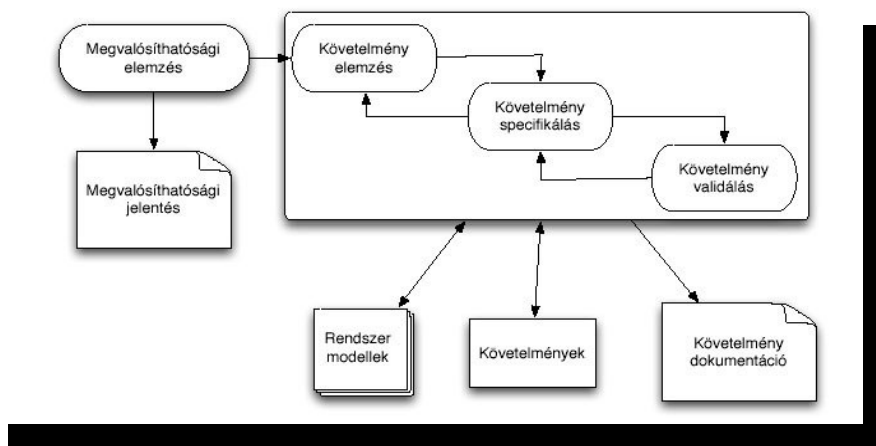 Megvalósíthatósági
elemzés
Követelmény
elemzés
Követelmény
specifikálás
Követelmény
validálás
Megvalósíthatósági
jelentés
Rendszer
modellek
Követelmények
Követelmény
dokumentáció